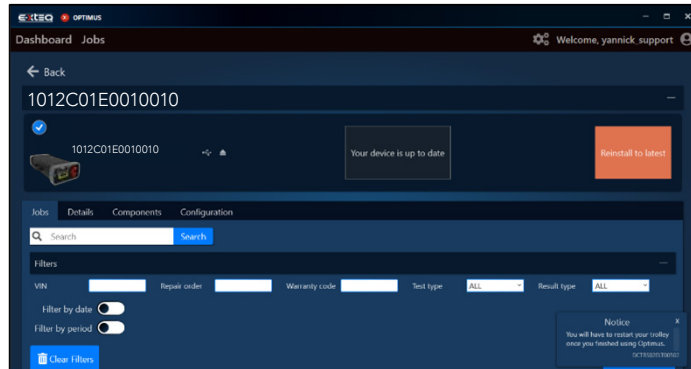 EXTEQ OPTIMUS
Dashboard Jobs
Welcome, yannick_support
Back
1012C01E0010010
1012C01E0010010
Your device is up to date
Reinstall to latest
Jobs Details Components Configuration
Search Search
Filters
VIN Repair order Warranty code Test type ALL Result type ALL
Filter by date
Filter by period
Notice x
You will have to restart your trolley
once you finished using Optimus.
Clear Filters